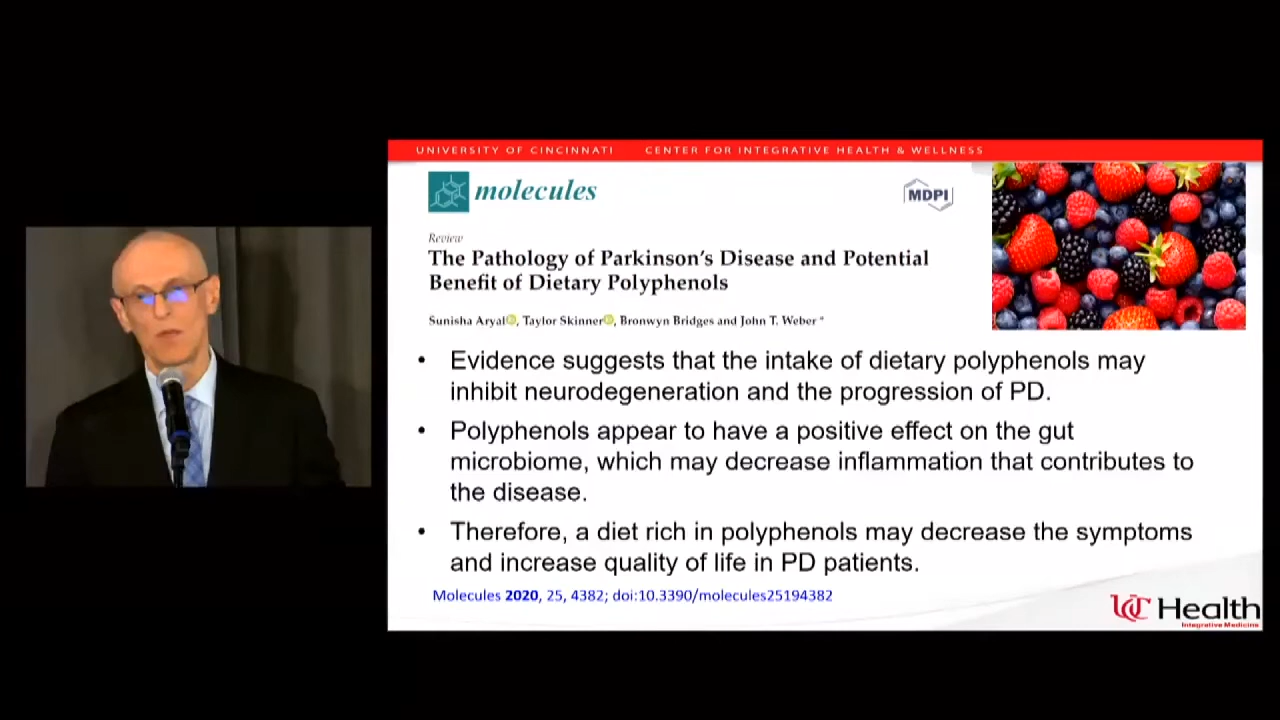 UNIVERSITY OF CINCINNATI CENTER FOR INTEGRATIVE HEALTH & WELLNESS
molecules
MDPI
Review
The Pathology of Parkinson's Disease and Potential
Benefit of Dietary Polyphenols
Sunisha Aryal, Taylor Skinner, Bronwyn Bridges and John T. Weber *
• Evidence suggests that the intake of dietary polyphenols may
inhibit neurodegeneration and the progression of PD.
• Polyphenols appear to have a positive effect on the gut
microbiome, which may decrease inflammation that contributes to
the disease.
• Therefore, a diet rich in polyphenols may decrease the symptoms
and increase quality of life in PD patients.
Molecules 2020, 25, 4382; doi:10.3390/molecules25194382
UC Health
Integrative Medicine